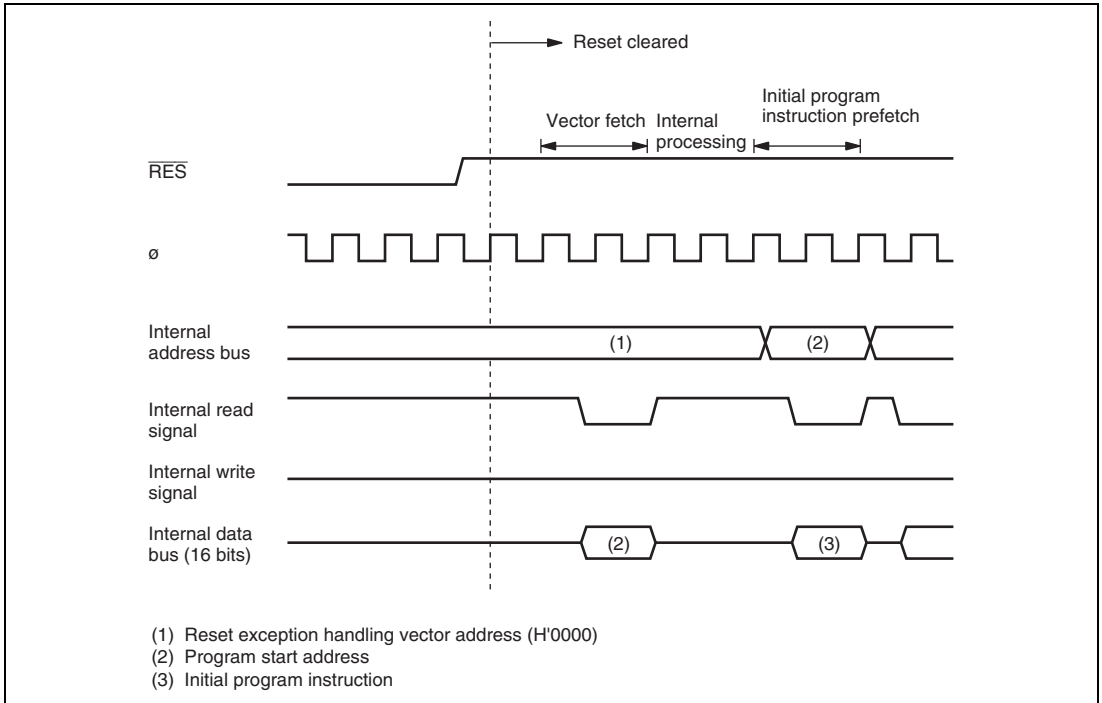 Reset cleared
Initial program
instruction prefetch
Vector fetch
Internal
processing
RES
ø
Internal
address bus
(1)
(2)
Internal read
signal
Internal write
signal
Internal data
bus (16 bits)
(2)
(3)
(1) Reset exception handling vector address (H'0000)
(2) Program start address
(3) Initial program instruction